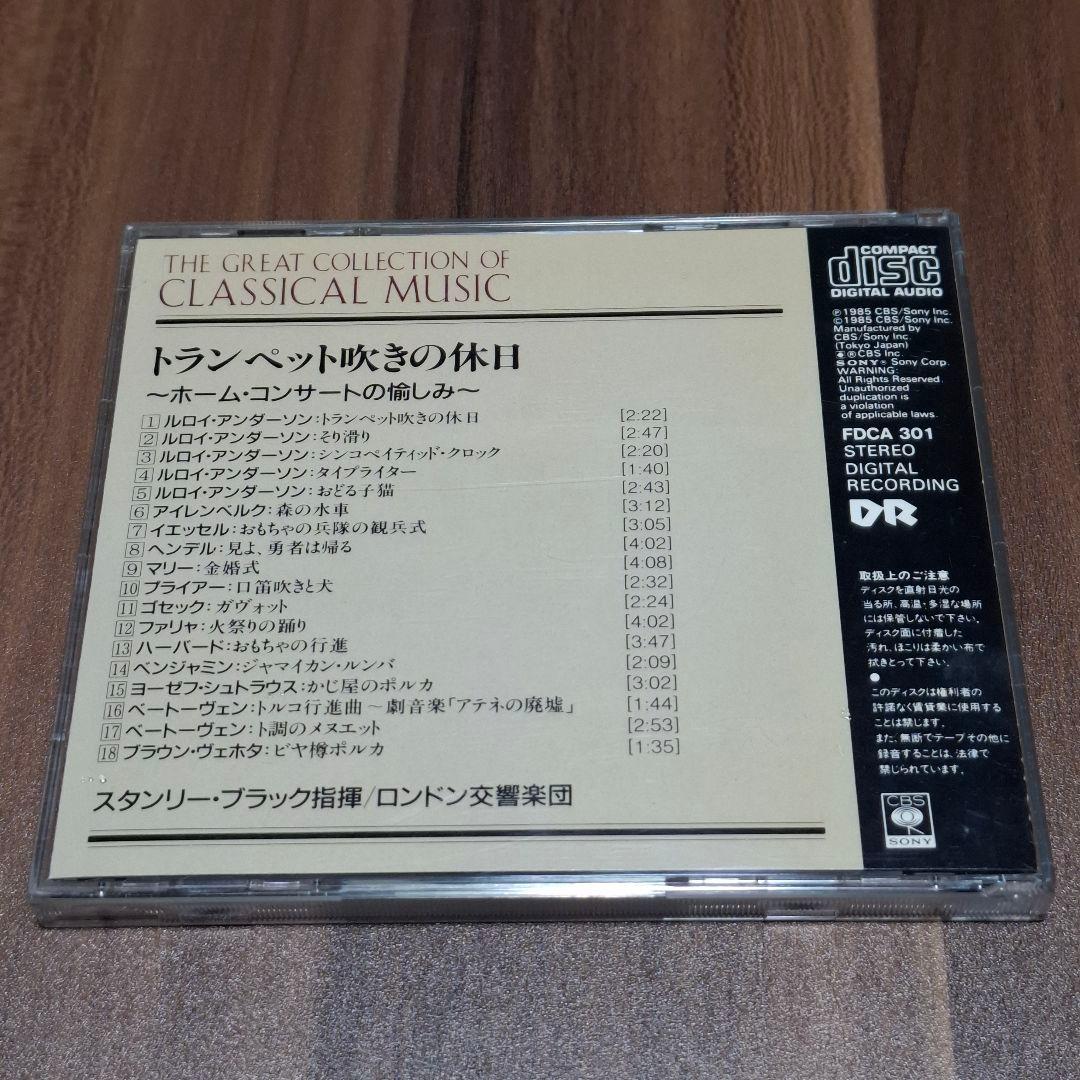 THE GREAT COLLECTION OF
CLASSICAL MUSIC
トランペット吹きの休日
〜ホーム・コンサートの愉しみ〜
1 ルロイ・アンダーソン:トランペット吹きの休日 [2:22]
2 ルロイ・アンダーソン:そり滑り [2:47]
3 ルロイ・アンダーソン:シンコペイティッド・クロック [2:20]
4 ルロイ・アンダーソン:タイプライター [1:40]
5 ルロイ・アンダーソン:おどる子猫 [2:43]
6 アイレンベルク:森の水車 [3:12]
7 イエッセル:おもちゃの兵隊の観兵式 [3:05]
8 ヘンデル:見よ、勇者は帰る [4:02]
9 マリー:金婚式 [4:08]
10 プライアー:口笛吹きと犬 [2:32]
11 ゴセック:ガヴォット [2:24]
12 ファリャ:火祭りの踊り [4:02]
13 ハーバード:おもちゃの行進 [3:47]
14 ベンジャミン:ジャマイカン・ルンバ [2:09]
15 ヨーゼフ・シュトラウス:かじ屋のポルカ [3:02]
16 ベートーヴェン:トルコ行進曲〜劇音楽「アテネの廃墟」 [1:44]
17 ベートーヴェン:ト調のメヌエット [2:53]
18 ブラウン・ヴェホタ:ビヤ樽ポルカ [1:35]
スタンリー・ブラック指揮/ロンドン交響楽団
COMPACT
disc
DIGITAL AUDIO
℗1985 CBS/Sony Inc.
©1985 CBS/Sony Inc.
Manufactured by
CBS/Sony Inc.
(Tokyo Japan)
®CBS Inc.
SONY® Sony Corp.
WARNING:
All Rights Reserved.
Unauthorized
duplication is
a violation
of applicable laws.
FDCA 301
STEREO
DIGITAL
RECORDING
DR
取扱上のご注意
ディスクを直射日光の
当る所、高温・多湿な場所
には保管しないで下さい。
ディスク面に付着した
汚れ、ほこりは柔かい布で
拭きとって下さい。
●
このディスクは権利者の
許諾なく賃貸業に使用する
ことは禁じます。
また、無断でテープその他に
録音することは、法律で
禁じられています。
CBS
SONY